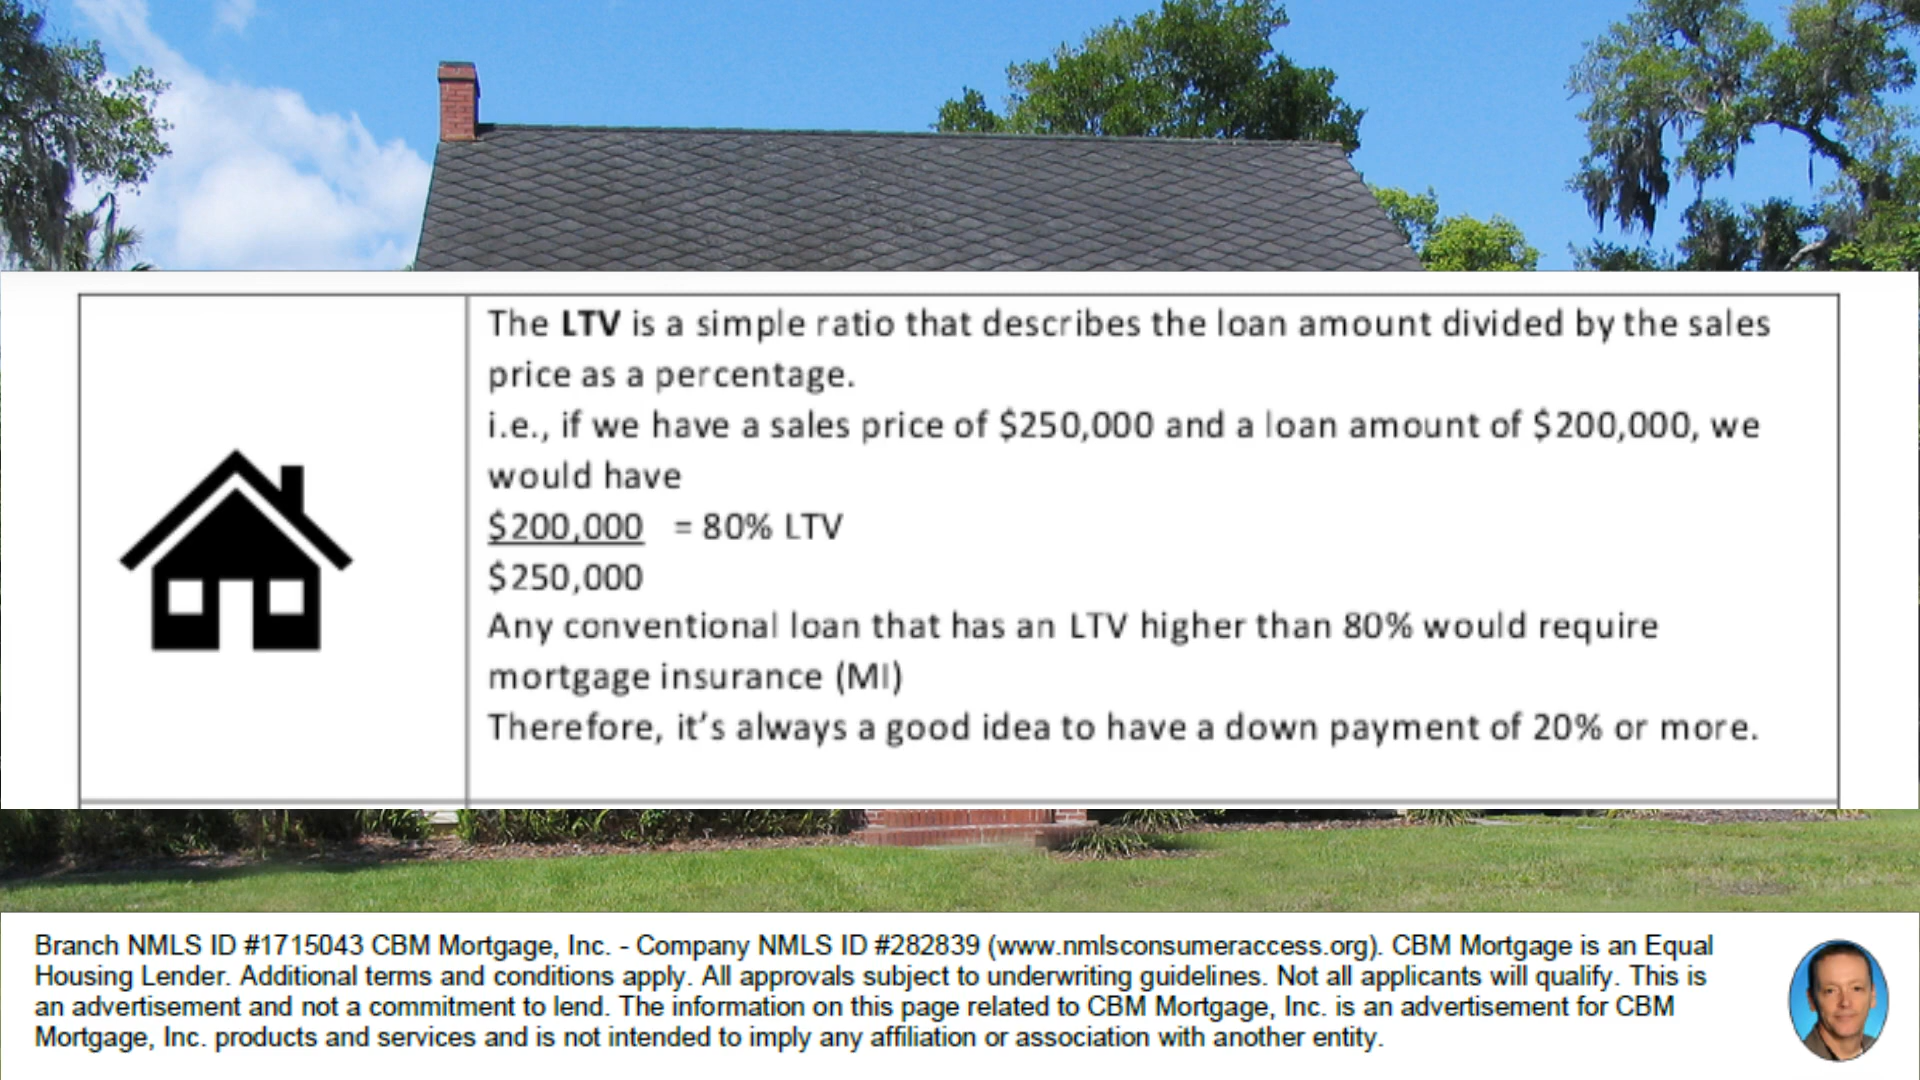 The LTV is a simple ratio that describes the loan amount divided by the sales
price as a percentage.
i.e., if we have a sales price of $250,000 and a loan amount of $200,000, we
would have
$200,000 = 80% LTV
$250,000
Any conventional loan that has an LTV higher than 80% would require
mortgage insurance (MI)
Therefore, it’s always a good idea to have a down payment of 20% or more.
Branch NMLS ID #1715043 CBM Mortgage, Inc. - Company NMLS ID #282839 (www.nmlsconsumeraccess.org). CBM Mortgage is an Equal
Housing Lender. Additional terms and conditions apply. All approvals subject to underwriting guidelines. Not all applicants will qualify. This is
an advertisement and not a commitment to lend. The information on this page related to CBM Mortgage, Inc. is an advertisement for CBM
Mortgage, Inc. products and services and is not intended to imply any affiliation or association with another entity.